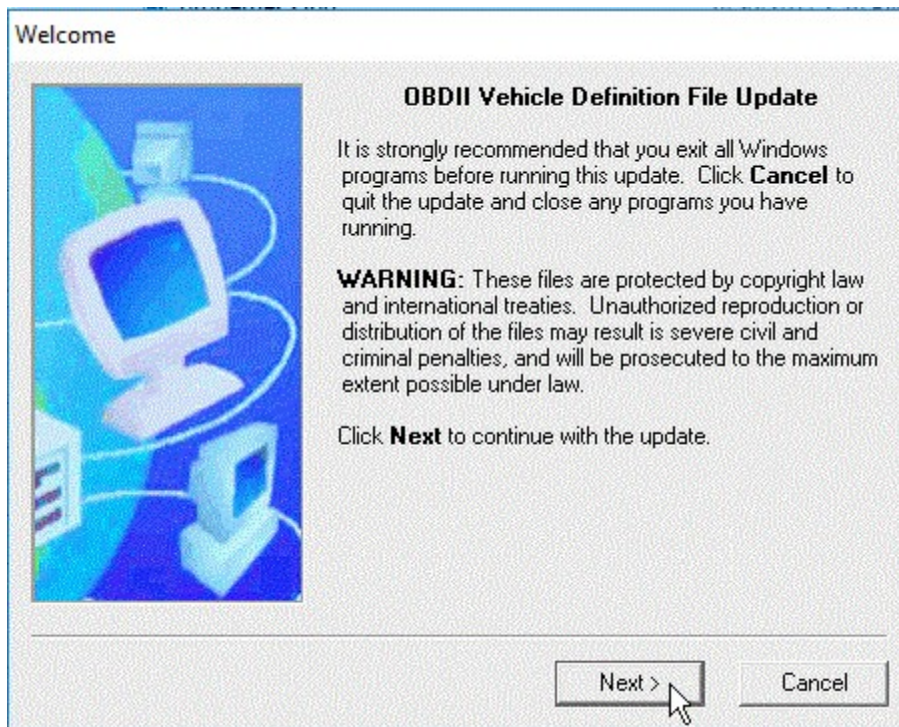 Welcome
OBDII Vehicle Definition File Update
It is strongly recommended that you exit all Windows
programs before running this update. Click Cancel to
quit the update and close any programs you have
running.
WARNING: These files are protected by copyright law
and international treaties. Unauthorized reproduction or
distribution of the files may result is severe civil and
criminal penalties, and will be prosecuted to the maximum
extent possible under law.
Click Next to continue with the update.
Next >
Cancel